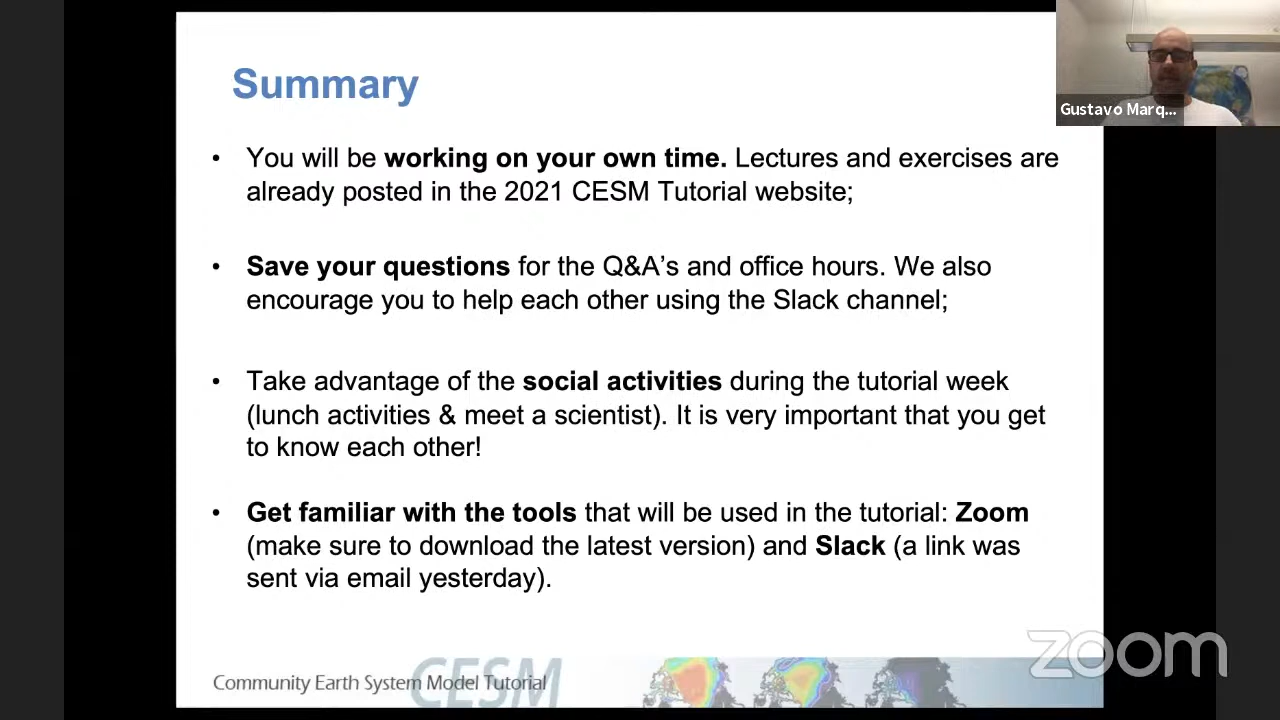 Summary
Gustavo Marq...
• You will be working on your own time. Lectures and exercises are
already posted in the 2021 CESM Tutorial website;
• Save your questions for the Q&A's and office hours. We also
encourage you to help each other using the Slack channel;
• Take advantage of the social activities during the tutorial week
(lunch activities & meet a scientist). It is very important that you get
to know each other!
• Get familiar with the tools that will be used in the tutorial: Zoom
(make sure to download the latest version) and Slack (a link was
sent via email yesterday).
zoom
CESM
Community Earth System Model Tutorial